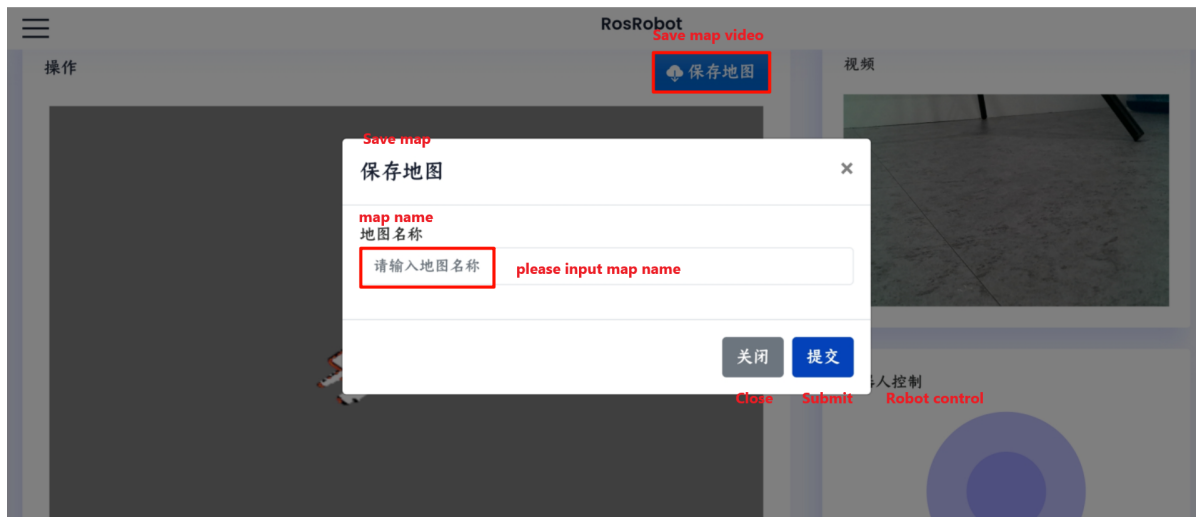 RosRobot
Save map video
操作
保存地图
视频
Save map
保存地图
×
map name
地图名称
请输入地图名称
please input map name
关闭
提交
人控制
Close
Submit
Robot control